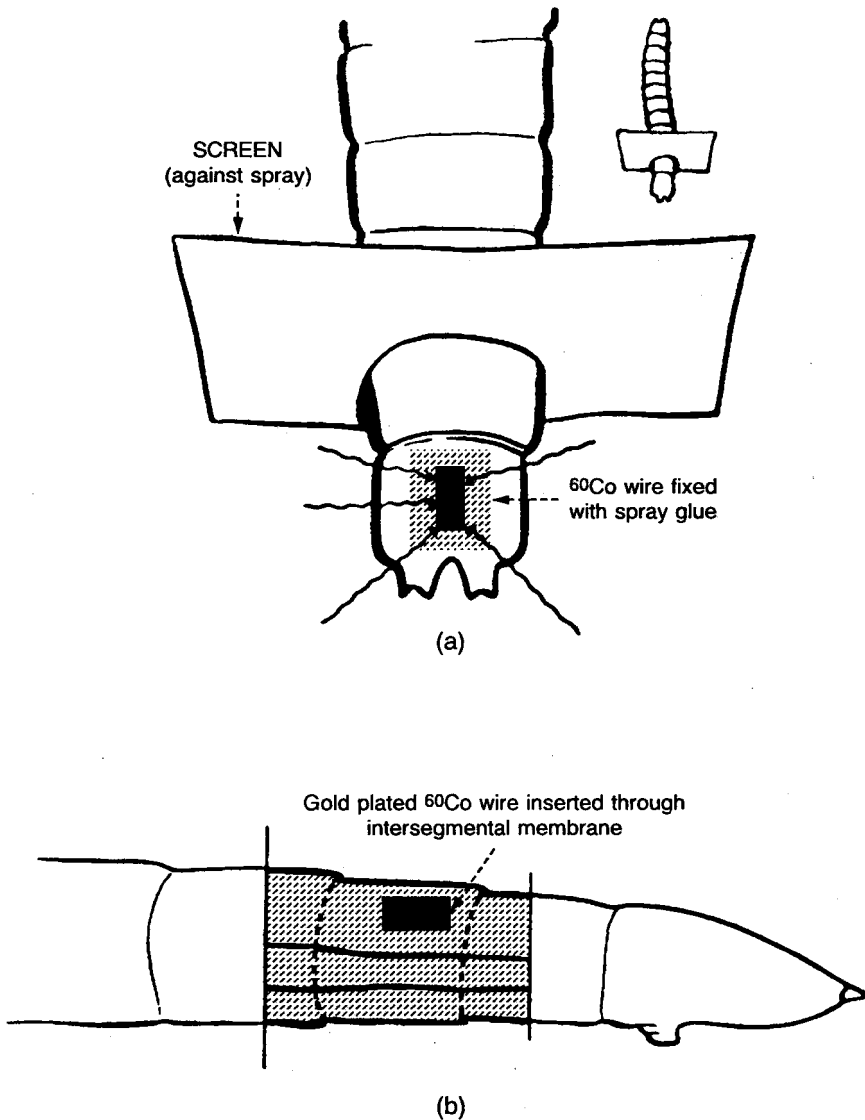 SCREEN
(against spray)
⁶⁰Co wire fixed
with spray glue
(a)
Gold plated ⁶⁰Co wire inserted through
intersegmental membrane
(b)